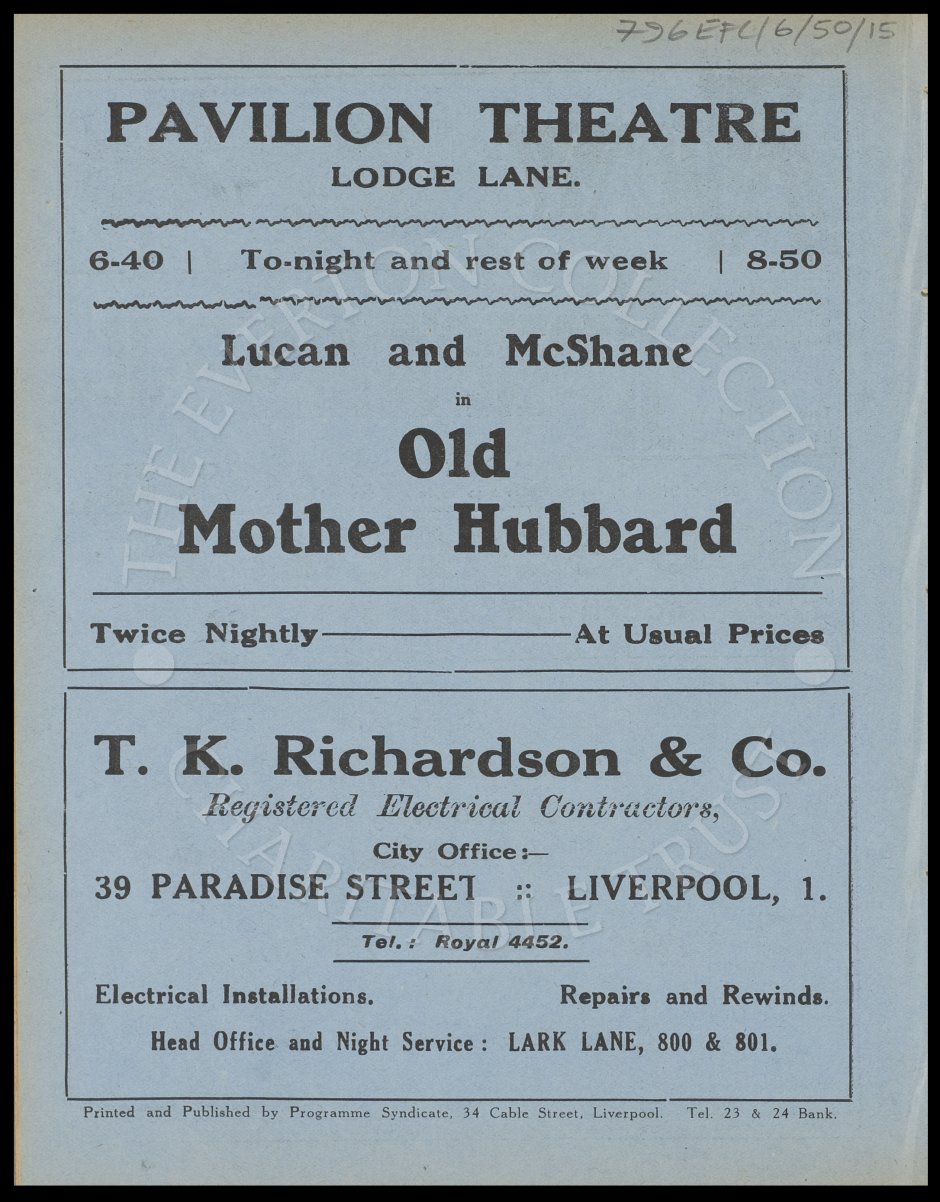 796EFC/6/50/15
PAVILION THEATRE
LODGE LANE.
6-40 | To-night and rest of week | 8-50
Lucan and McShane
in
Old
Mother Hubbard
Twice Nightly—At Usual Prices
T. K. Richardson & Co.
Registered Electrical Contractors,
City Office:—
39 PARADISE STREET :: LIVERPOOL, 1.
Tel.: Royal 4452.
Electrical Installations. Repairs and Rewinds.
Head Office and Night Service: LARK LANE, 800 & 801.
Printed and Published by Programme Syndicate, 34 Cable Street, Liverpool. Tel. 23 & 24 Bank.
THE EVERTON COLLECTION
CHARITABLE TRUST